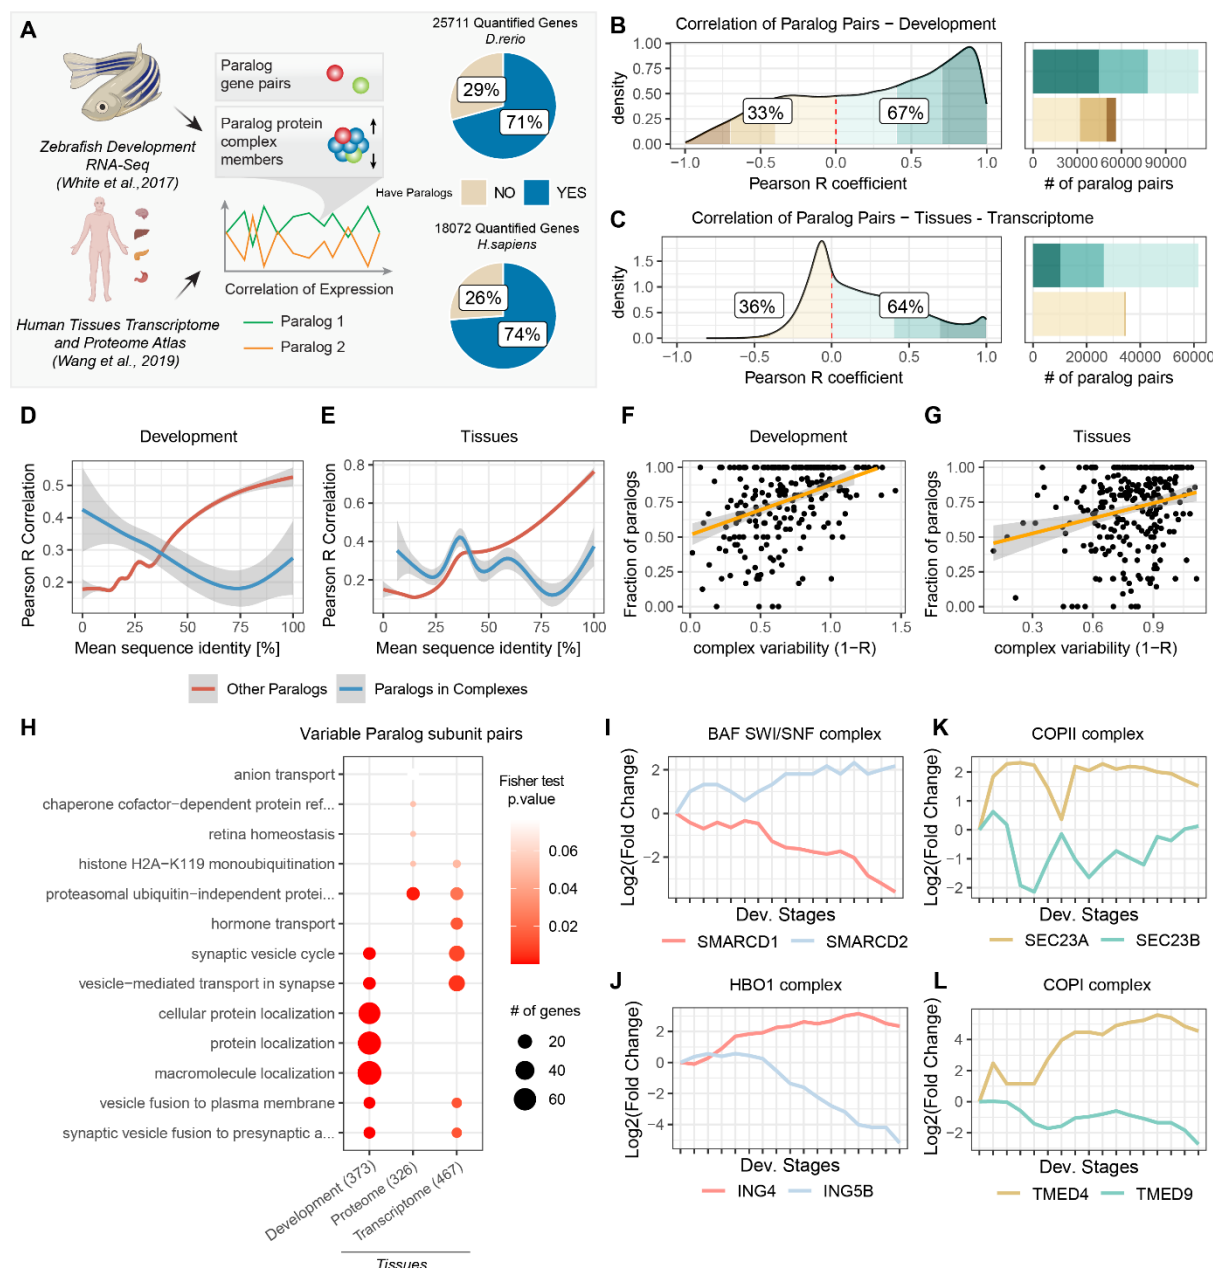 A
Zebrafish Development
RNA-Seq
(White et al.,2017)
Human Tissues Transcriptome
and Proteome Atlas
(Wang et al., 2019)
Paralog
gene pairs
Paralog protein
complex
members
Correlation of Expression
Paralog 1
Paralog 2
25711 Quantified Genes
D.rerio
29%
71%
Have Paralogs
NO
YES
18072 Quantified Genes
H.sapiens
26%
74%
B
Correlation of Paralog Pairs − Development
density
1.00
0.75
0.50
0.25
0.00
33%
67%
−1.0
−0.5
0.0
0.5
1.0
Pearson R coefficient
0
30000
60000
90000
# of paralog pairs
C
Correlation of Paralog Pairs − Tissues - Transcriptome
density
1.5
1.0
0.5
0.0
36%
64%
−1.0
−0.5
0.0
0.5
1.0
Pearson R coefficient
0
20000
40000
60000
# of paralog pairs
D
Development
Pearson R Correlation
0.5
0.4
0.3
0.2
0
25
50
75
100
Mean sequence identity [%]
E
Tissues
Pearson R Correlation
0.8
0.6
0.4
0.2
0
25
50
75
100
Mean sequence identity [%]
Other Paralogs
Paralogs in Complexes
F
Development
Fraction of paralogs
1.00
0.75
0.50
0.25
0.00
0.0
0.5
1.0
1.5
complex variability (1−R)
G
Tissues
Fraction of paralogs
1.00
0.75
0.50
0.25
0.00
0.3
0.6
0.9
complex variability (1−R)
H
Variable Paralog subunit pairs
anion transport
chaperone cofactor−dependent protein ref...
retina homeostasis
histone H2A−K119 monoubiquitination
proteasomal ubiquitin−independent protei...
hormone transport
synaptic vesicle cycle
vesicle−mediated transport in synapse
cellular protein localization
protein localization
macromolecule localization
vesicle fusion to plasma membrane
synaptic vesicle fusion to presynaptic a...
Development (373)
Proteome (326)
Transcriptome (467)
Tissues
Fisher test
p.value
0.06
0.04
0.02
# of genes
20
40
60
I
BAF SWI/SNF complex
Log2(Fold Change)
2
0
−2
Dev. Stages
SMARCD1
SMARCD2
K
COPII complex
Log2(Fold Change)
2
1
0
−1
−2
Dev. Stages
SEC23A
SEC23B
J
HBO1 complex
Log2(Fold Change)
2
0
−2
−4
Dev. Stages
ING4
ING5B
L
COPI complex
Log2(Fold Change)
4
2
0
−2
Dev. Stages
TMED4
TMED9